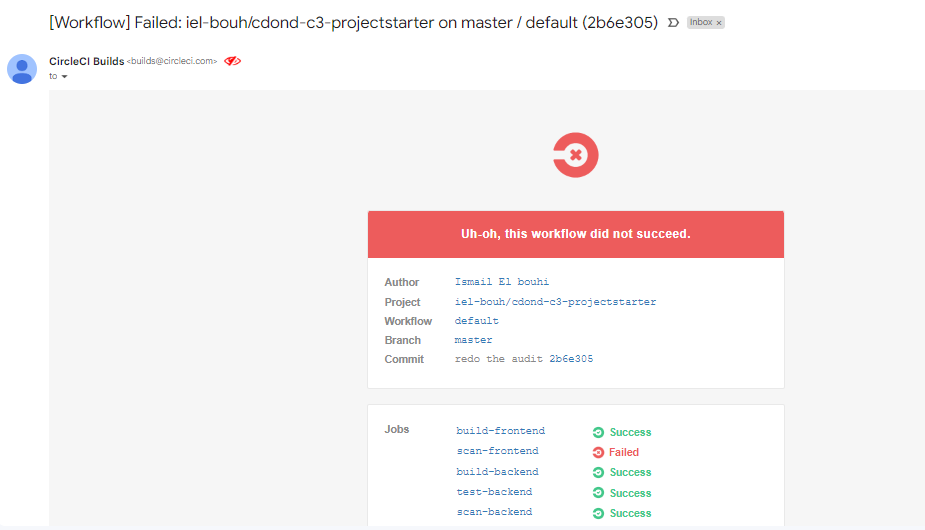 [Workflow] Failed: iel-bouh/cdond-c3-projectstarter on master / default (2b6e305) Inbox ×
CircleCI Builds <builds@circleci.com>
to
Uh-oh, this workflow did not succeed.
Author Ismail El bouhi
Project iel-bouh/cdond-c3-projectstarter
Workflow default
Branch master
Commit redo the audit 2b6e305
Jobs build-frontend Success
scan-frontend Failed
build-backend Success
test-backend Success
scan-backend Success